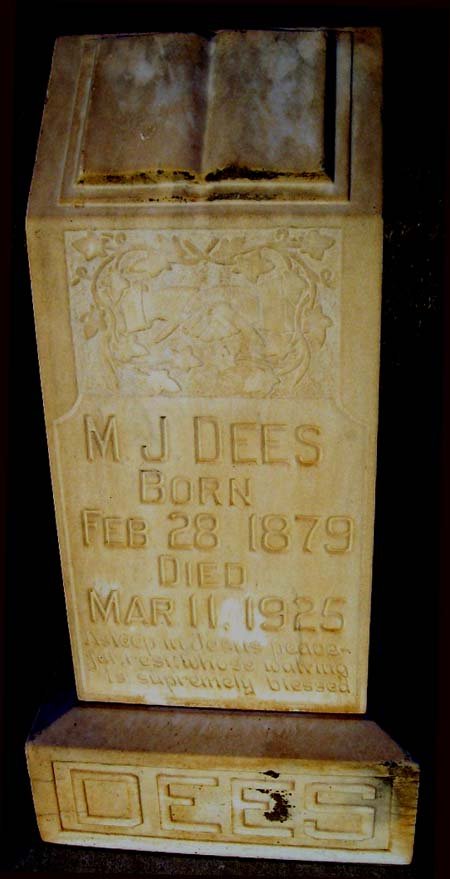 M. J DEES
BORN
FEB 28 1879
DIED
MAR 11, 1925
Asleep in Jesus peace-
ful rest whose waking
Is supremely blessed
DEES